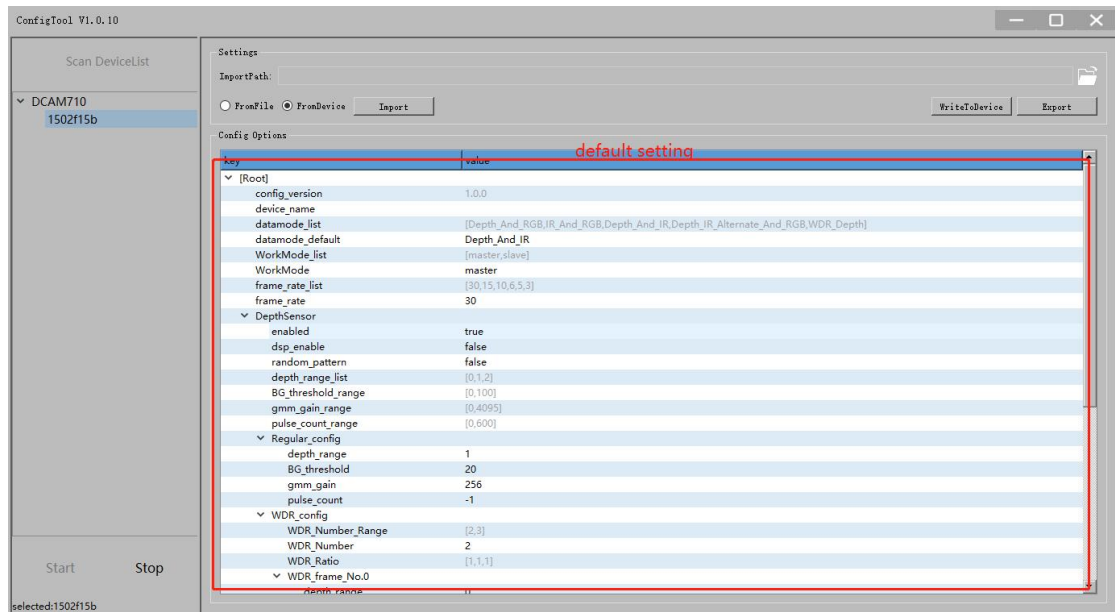 ConfigTool V1.0.10
Scan DeviceList
DCAM710
1502f15b
Start Stop
selected:1502f15b
Settings
ImportPath:
FromFile FromDevice Import WriteToDevice Export
Config Options
default setting
key value
[Root]
config_version 1.0.0
device_name
datamode_list [Depth_And_RGB,IR_And_RGB,Depth_And_IR,Depth_IR_Alternate_And_RGB,WDR_Depth]
datamode_default Depth_And_IR
WorkMode_list [master,slave]
WorkMode master
frame_rate_list [30,15,10,6,5,3]
frame_rate 30
DepthSensor
enabled true
dsp_enable false
random_pattern false
depth_range_list [0,1,2]
BG_threshold_range [0,100]
gmm_gain_range [0,4095]
pulse_count_range [0,600]
Regular_config
depth_range 1
BG_threshold 20
gmm_gain 256
pulse_count -1
WDR_config
WDR_Number_Range [2,3]
WDR_Number 2
WDR_Ratio [1,1,1]
WDR_frame_No.0
depth_range 0